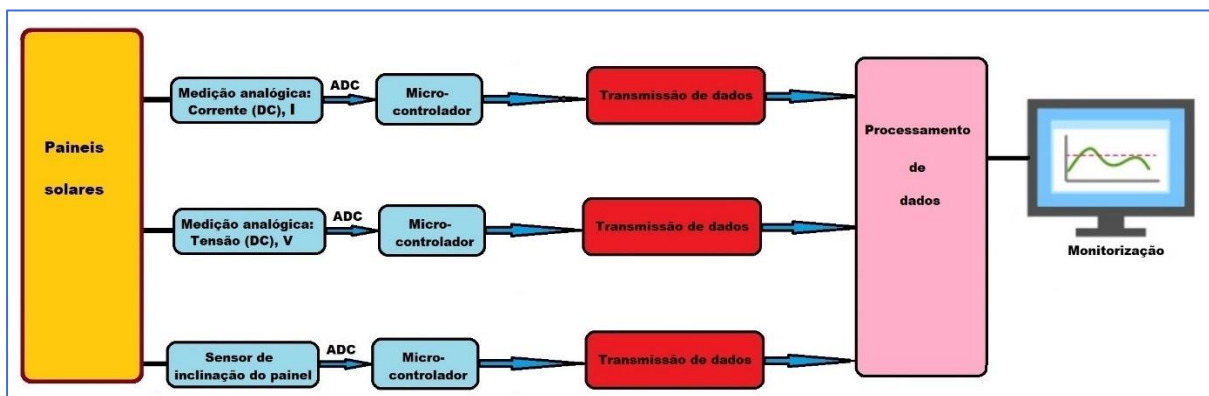 Paineis
solares
Medição analógica:
Corrente (DC), I
ADC
Micro-
controlador
Transmissão de dados
Medição analógica:
Tensão (DC), V
ADC
Micro-
controlador
Transmissão de dados
Sensor de
inclinação do painel
ADC
Micro-
controlador
Transmissão de dados
Processamento
de
dados
Monitorização